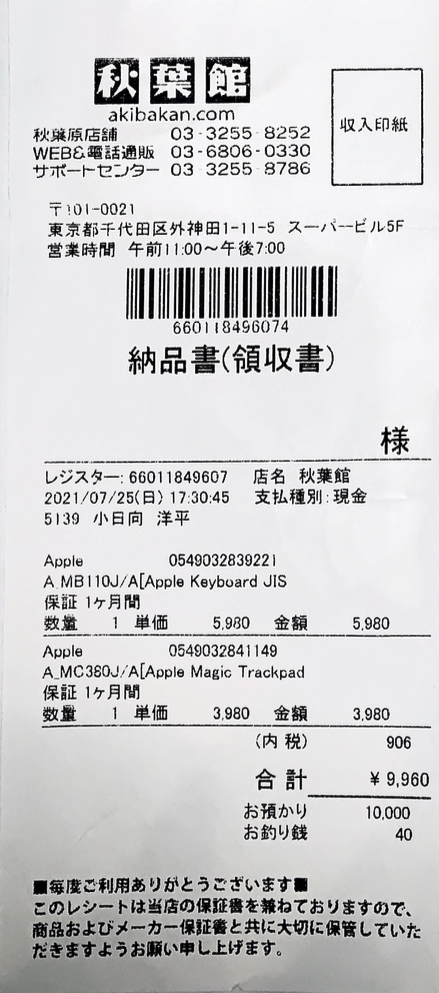 秋葉館
akibakan.com
収入印紙
秋葉原店舗 03-3255-8252
WEB&電話通販 03-6806-0330
サポートセンター 03-3255-8786
〒101-0021
東京都千代田区外神田1-11-5 スーパービル5F
営業時間 午前11:00〜午後7:00
660118496074
納品書(領収書)
様
レジスター: 66011849607 店名 秋葉館
2021/07/25(日) 17:30:45 支払種別:現金
5139 小日向 洋平
Apple 0549032839221
A_MB110J/A[Apple Keyboard JIS
保証 1ヶ月間
数量 1 単価 5,980 金額 5,980
Apple 0549032841149
A_MC380J/A[Apple Magic Trackpad
保証 1ヶ月間
数量 1 単価 3,980 金額 3,980
(内 税) 906
合計 ¥ 9,960
お預かり 10,000
お釣り銭 40
■毎度ご利用ありがとうございます■
このレシートは当店の保証書を兼ねておりますので、
商品およびメーカー保証書と共に大切に保管していた
だきますようお願い申し上げます。